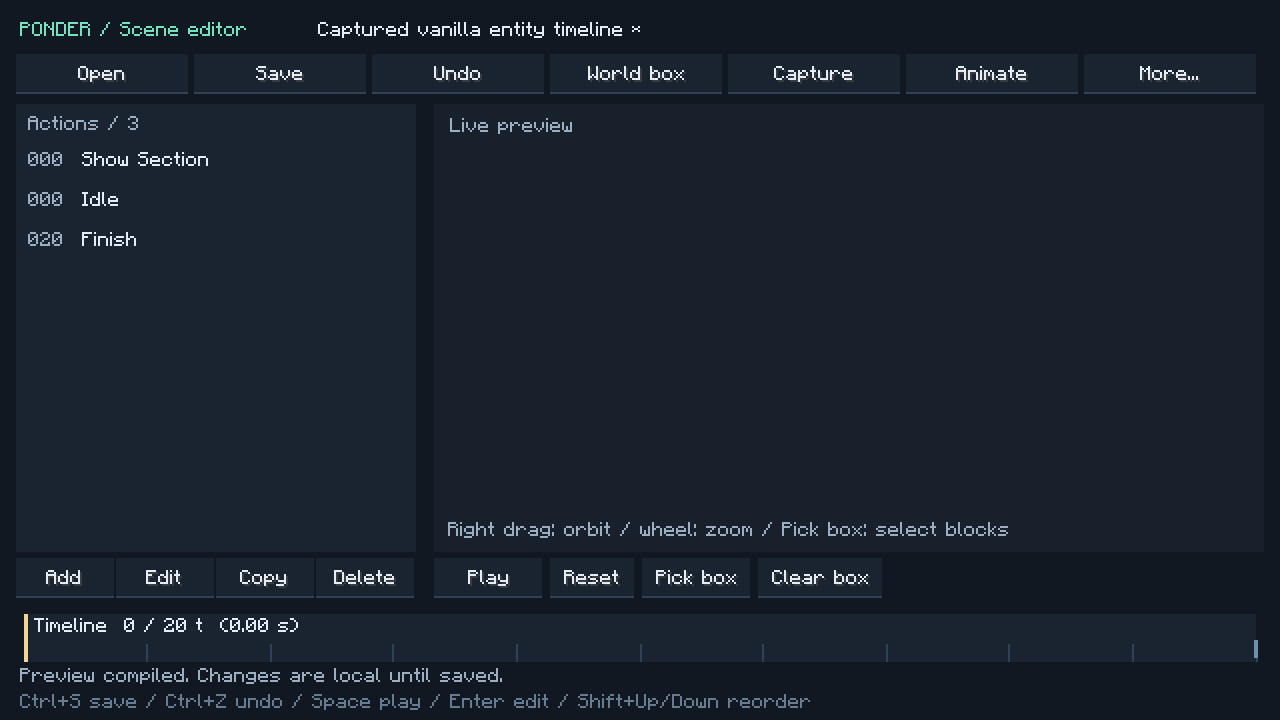 PONDER / Scene editor Captured vanilla entity timeline *
Open Save Undo World box Capture Animate More...
Actions / 3
000 Show Section
000 Idle
020 Finish
Live preview
Right drag: orbit / wheel: zoom / Pick box: select blocks
Add Edit Copy Delete Play Reset Pick box Clear box
Timeline 0 / 20 t (0.00 s)
Preview compiled. Changes are local until saved.
Ctrl+S save / Ctrl+Z undo / Space play / Enter edit / Shift+Up/Down reorder